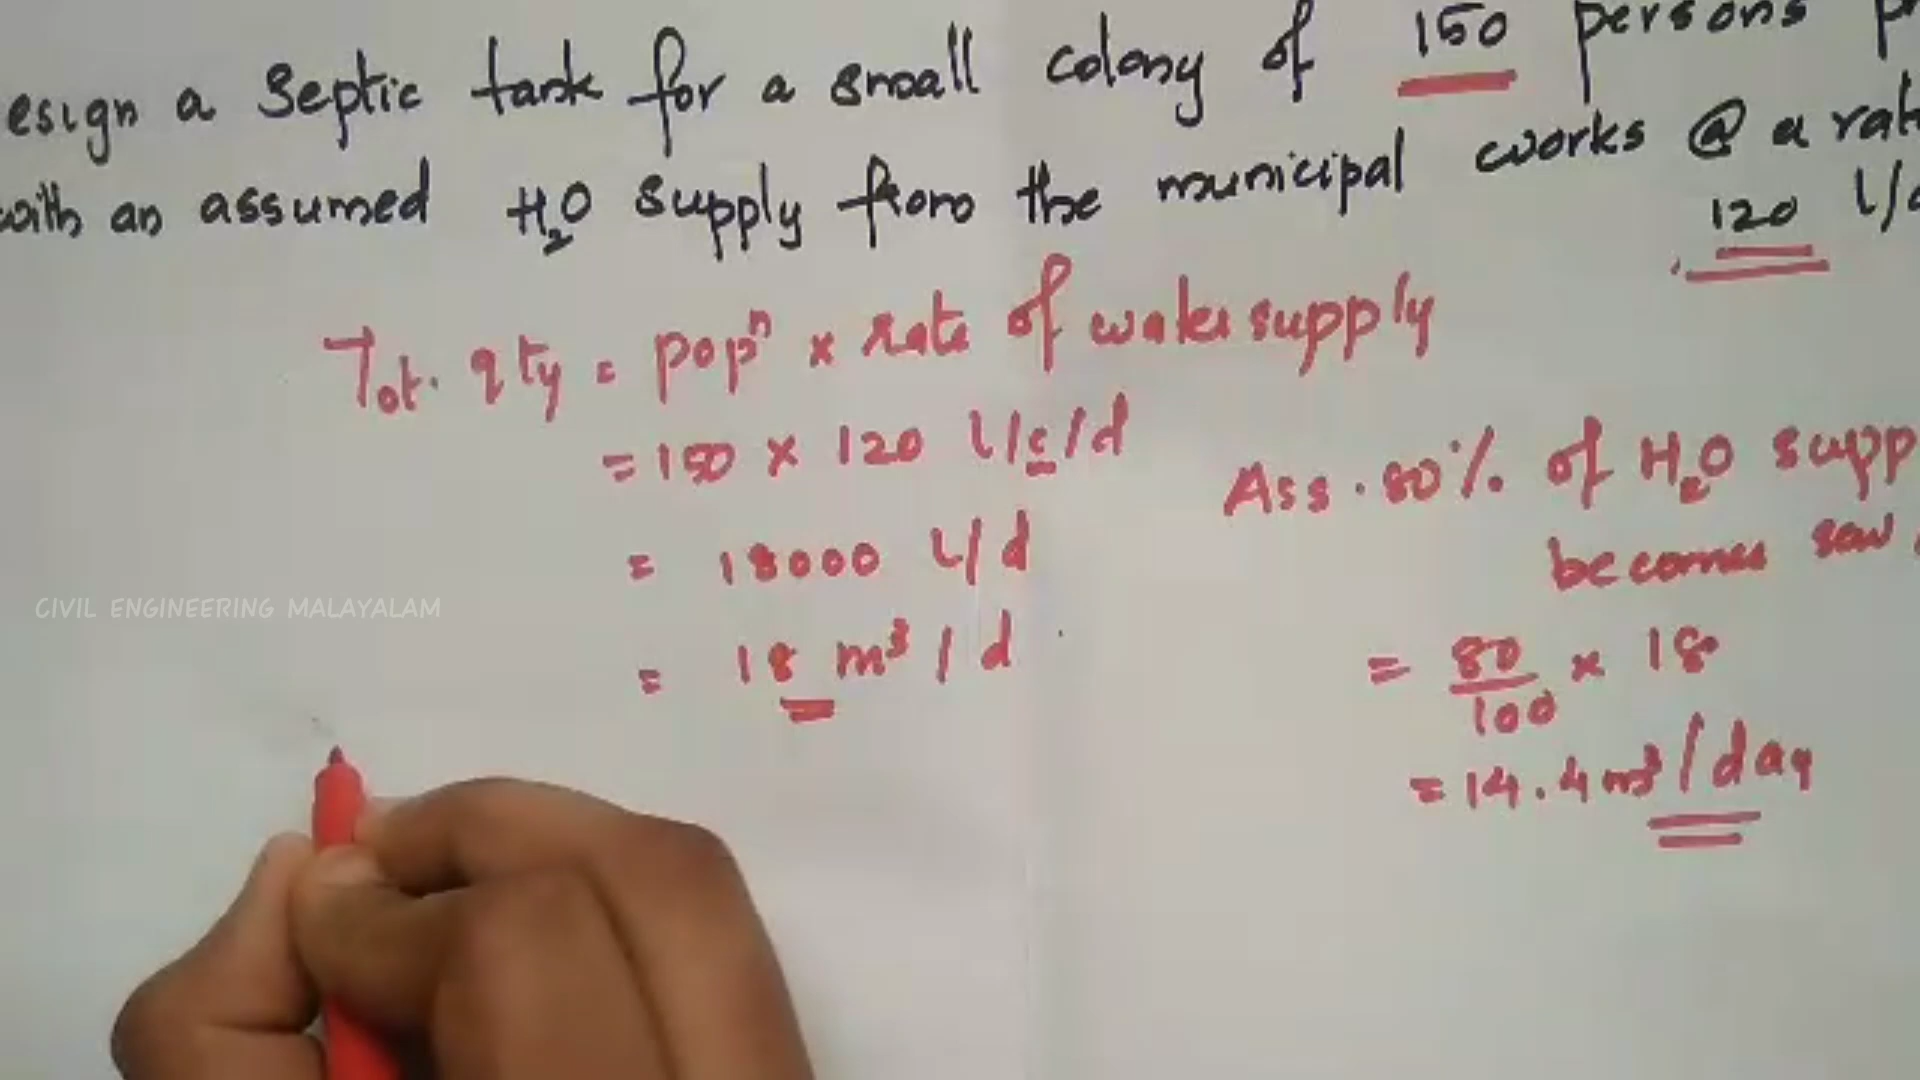 esign a Septic tank for a small colony of 150 persons pr
with an assumed H₂O supply from the municipal works @ a rate
120 l/c
Tot. qty = popⁿ x rate of water supply
= 150 x 120 l/c/d
= 18000 l/d
= 18 m³ / d
Ass. 80% of H₂O supp
becomes sew
= 80/100 x 18
= 14.4 m³/day
CIVIL ENGINEERING MALAYALAM